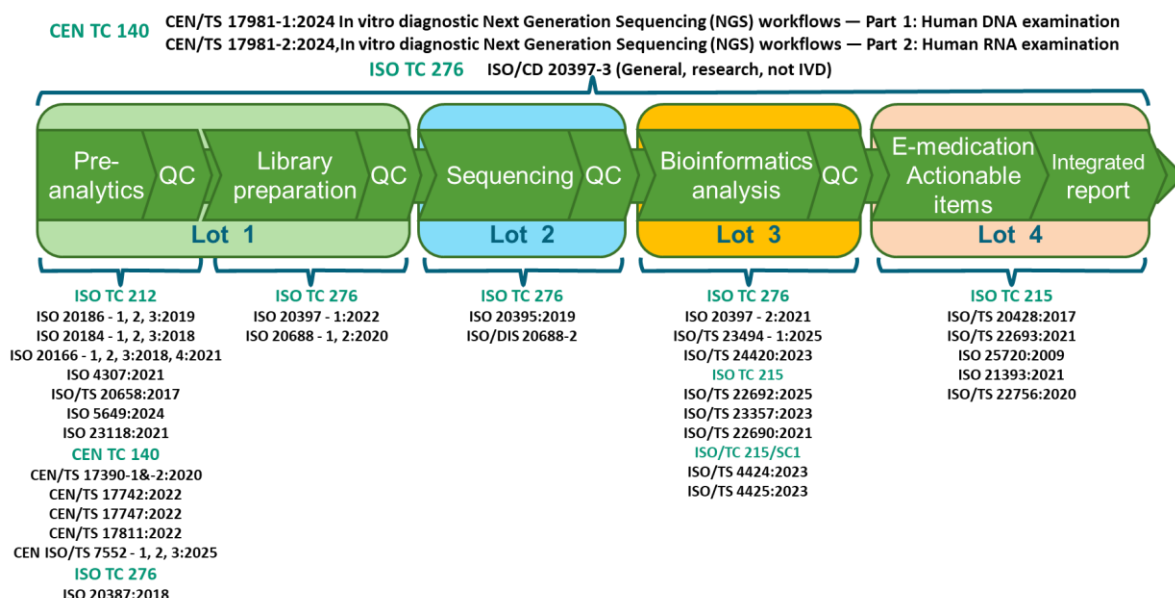 CEN TC 140
CEN/TS 17981-1:2024 In vitro diagnostic Next Generation Sequencing (NGS) workflows — Part 1: Human DNA examination
CEN/TS 17981-2:2024,In vitro diagnostic Next Generation Sequencing (NGS) workflows — Part 2: Human RNA examination
ISO TC 276 ISO/CD 20397-3 (General, research, not IVD)
Pre-
analytics
QC
Library
preparation
QC
Lot 1
Sequencing
QC
Lot 2
Bioinformatics
analysis
QC
Lot 3
E-medication
Actionable
items
Integrated
report
Lot 4
ISO TC 212
ISO 20186 - 1, 2, 3:2019
ISO 20184 - 1, 2, 3:2018
ISO 20166 - 1, 2, 3:2018, 4:2021
ISO 4307:2021
ISO/TS 20658:2017
ISO 5649:2024
ISO 23118:2021
CEN TC 140
CEN/TS 17390-1&-2:2020
CEN/TS 17742:2022
CEN/TS 17747:2022
CEN/TS 17811:2022
CEN ISO/TS 7552 - 1, 2, 3:2025
ISO TC 276
ISO 20387:2018
ISO TC 276
ISO 20397 - 1:2022
ISO 20688 - 1, 2:2020
ISO TC 276
ISO 20395:2019
ISO/DIS 20688-2
ISO TC 276
ISO 20397 - 2:2021
ISO/TS 23494 - 1:2025
ISO/TS 24420:2023
ISO TC 215
ISO/TS 22692:2025
ISO/TS 23357:2023
ISO/TS 22690:2021
ISO/TC 215/SC1
ISO/TS 4424:2023
ISO/TS 4425:2023
ISO TC 215
ISO/TS 20428:2017
ISO/TS 22693:2021
ISO 25720:2009
ISO 21393:2021
ISO/TS 22756:2020